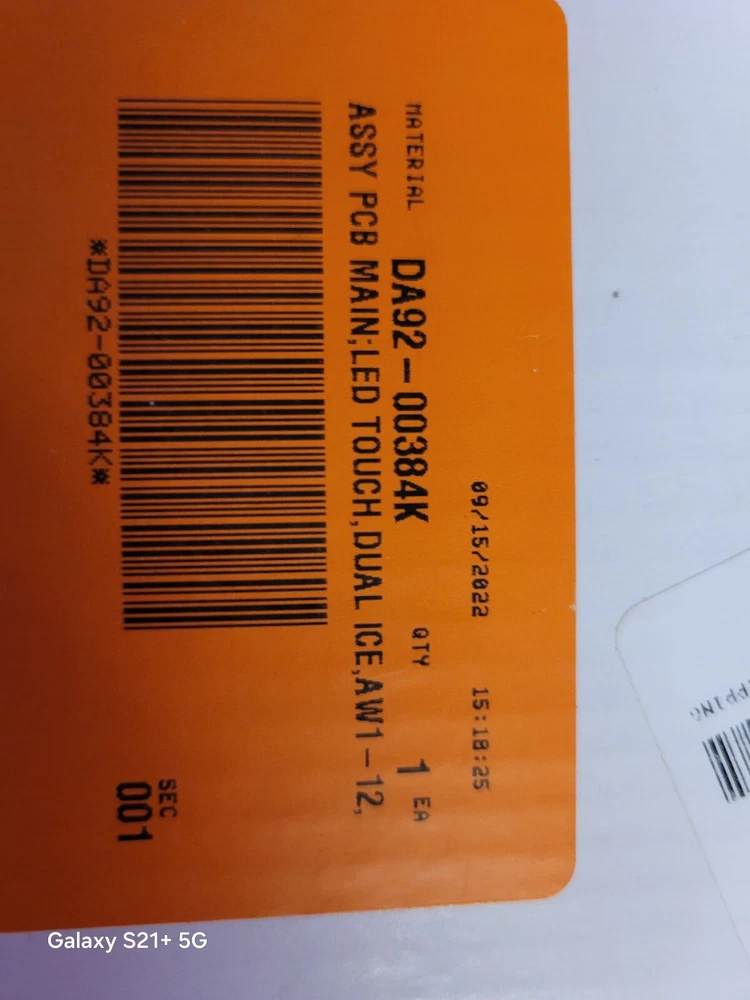 09/15/2022 15:18:25
MATERIAL DA92-00384K QTY 1 EA
ASSY PCB MAIN;LED TOUCH,DUAL ICE,AW1-12,
*DA92-00384K*
SEC
001
Galaxy S21+ 5G